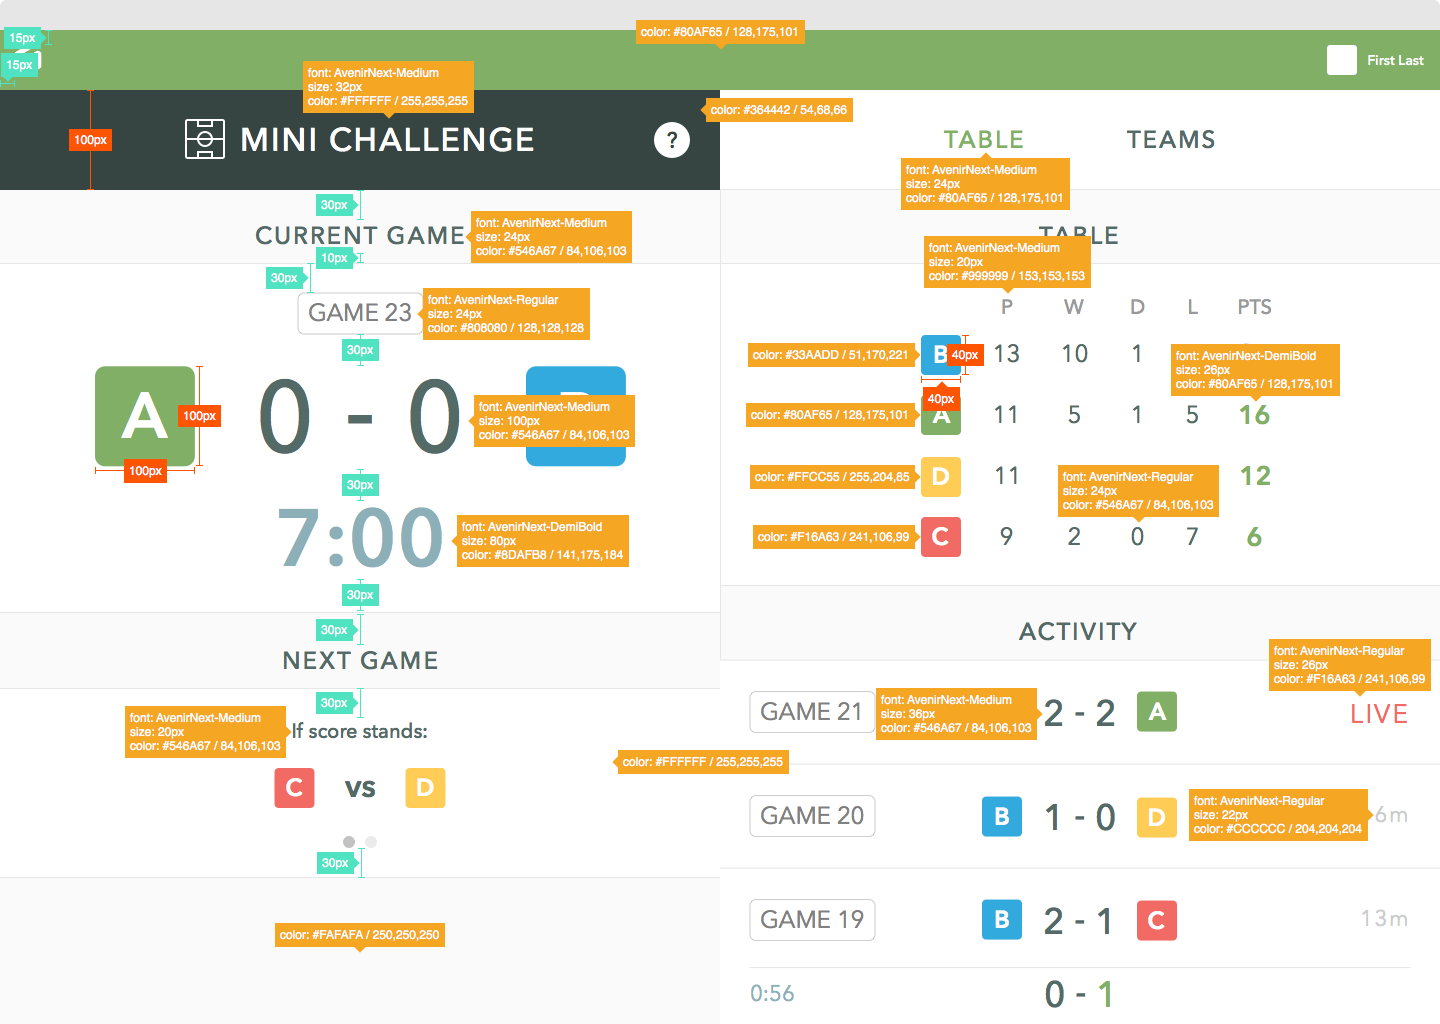 15px
color: #80AF65 / 128,175,101
15px
First Last
font: AvenirNext-Medium
size: 32px
color: #FFFFFF / 255,255,255
color: #364442 / 54,68,66
100px
MINI CHALLENGE
?
TABLE
TEAMS
font: AvenirNext-Medium
size: 24px
color: #80AF65 / 128,175,101
30px
CURRENT GAME
font: AvenirNext-Medium
size: 24px
color: #546A67 / 84,106,103
10px
30px
GAME 23
font: AvenirNext-Regular
size: 24px
color: #808080 / 128,128,128
30px
A
100px
100px
0 - 0
font: AvenirNext-Medium
size: 100px
color: #546A67 / 84,106,103
30px
7:00
font: AvenirNext-DemiBold
size: 80px
color: #8DAFB8 / 141,175,184
30px
30px
NEXT GAME
30px
font: AvenirNext-Medium
size: 20px
color: #546A67 / 84,106,103
If score stands:
color: #FFFFFF / 255,255,255
C vs D
30px
color: #FAFAFA / 250,250,250
TABLE
font: AvenirNext-Medium
size: 20px
color: #999999 / 153,153,153
P W D L PTS
color: #33AADD / 51,170,221
B 40px 13 10 1
40px
font: AvenirNext-DemiBold
size: 26px
color: #80AF65 / 128,175,101
color: #80AF65 / 128,175,101
A 11 5 1 5 16
color: #FFCC55 / 255,204,85
D 11 12
font: AvenirNext-Regular
size: 24px
color: #546A67 / 84,106,103
color: #F16A63 / 241,106,99
C 9 2 0 7 6
ACTIVITY
font: AvenirNext-Regular
size: 26px
color: #F16A63 / 241,106,99
GAME 21
font: AvenirNext-Medium
size: 36px
color: #546A67 / 84,106,103
2 - 2 A LIVE
GAME 20 B 1 - 0 D
font: AvenirNext-Regular
size: 22px
color: #CCCCCC / 204,204,204
6m
GAME 19 B 2 - 1 C 13m
0:56 0 - 1